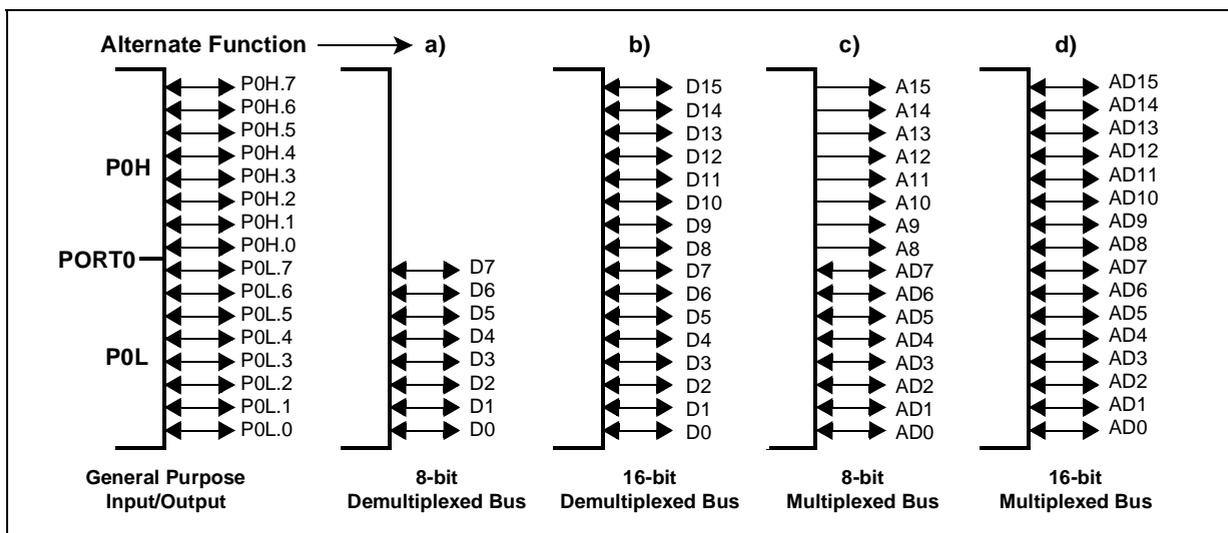 Alternate Function a) b) c) d)
P0H.7 D15 A15 AD15
P0H.6 D14 A14 AD14
P0H.5 D13 A13 AD13
P0H.4 D12 A12 AD12
P0H
P0H.3 D11 A11 AD11
P0H.2 D10 A10 AD10
P0H.1 D9 A9 AD9
P0H.0 D8 A8 AD8
PORT0
P0L.7 D7 D7 AD7 AD7
P0L.6 D6 D6 AD6 AD6
P0L.5 D5 D5 AD5 AD5
P0L.4 D4 D4 AD4 AD4
P0L
P0L.3 D3 D3 AD3 AD3
P0L.2 D2 D2 AD2 AD2
P0L.1 D1 D1 AD1 AD1
P0L.0 D0 D0 AD0 AD0
General Purpose 8-bit 16-bit 8-bit 16-bit
Input/Output Demultiplexed Bus Demultiplexed Bus Multiplexed Bus Multiplexed Bus